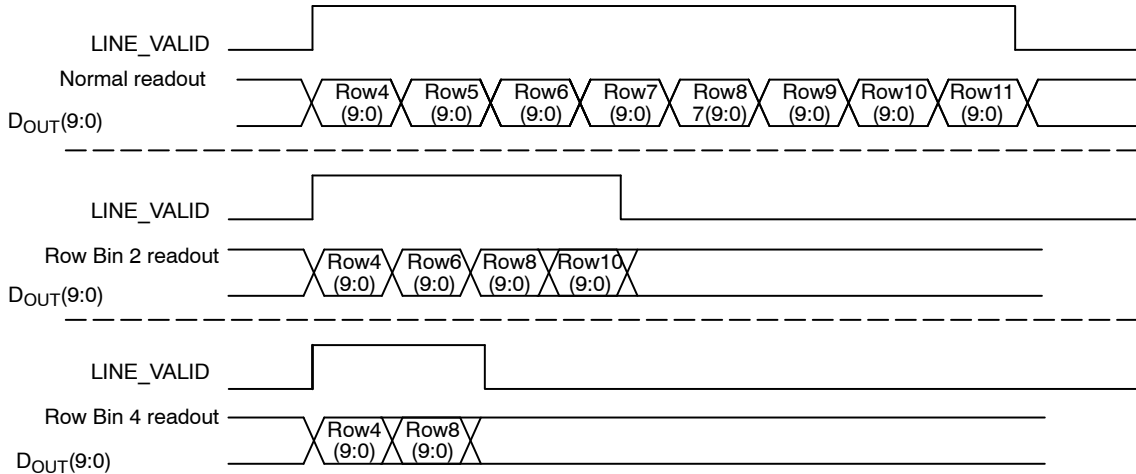 LINE_VALID
Normal readout
Row4 Row5 Row6 Row7 Row8 Row9 Row10 Row11
(9:0) (9:0) (9:0) (9:0) 7(9:0) (9:0) (9:0) (9:0)
DOUT(9:0)
LINE_VALID
Row Bin 2 readout
Row4 Row6 Row8 Row10
(9:0) (9:0) (9:0) (9:0)
DOUT(9:0)
LINE_VALID
Row Bin 4 readout
Row4 Row8
(9:0) (9:0)
DOUT(9:0)